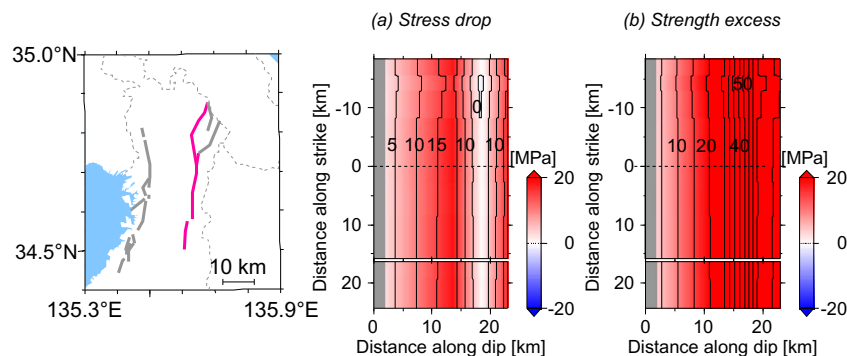 (a) Stress drop
(b) Strength excess
35.0°N
34.5°N
135.3°E
135.9°E
10 km
Distance along strike [km]
-10
0
10
20
5 10 15 10 10
0
0 10 20
Distance along dip [km]
[MPa]
20
0
-20
Distance along strike [km]
-10
0
10
20
10 20 40
50
0 10 20
Distance along dip [km]
[MPa]
20
0
-20